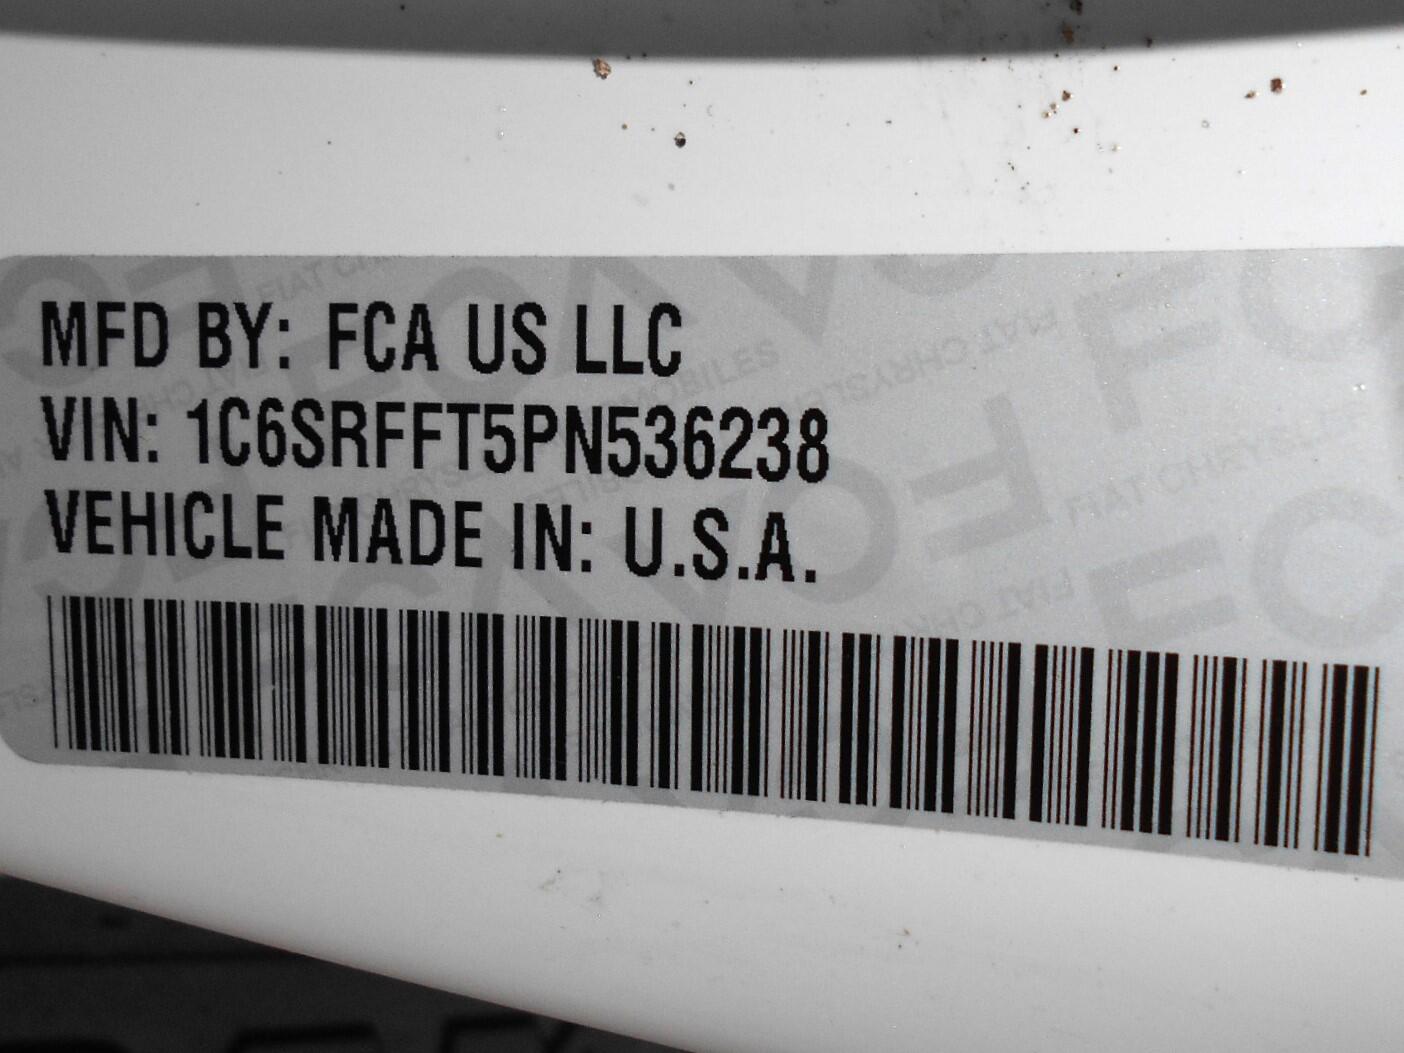 MFD BY: FCA US LLC
VIN: 1C6SRFFT5PN536238
VEHICLE MADE IN: U.S.A.